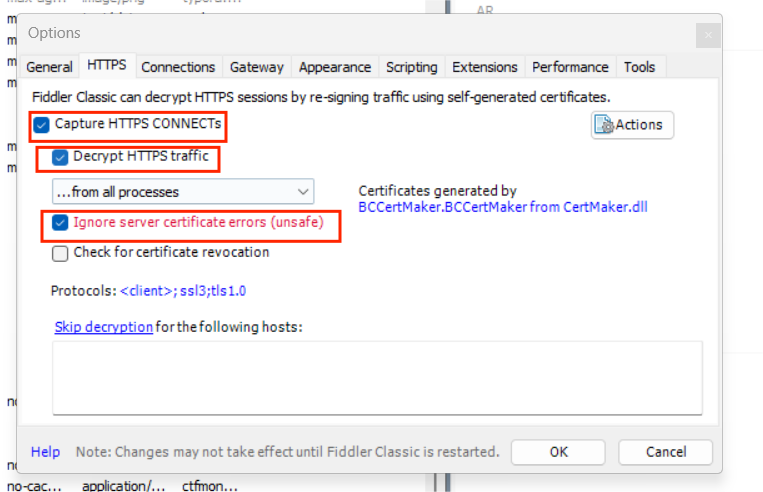 AR
Options
General HTTPS Connections Gateway Appearance Scripting Extensions Performance Tools
Fiddler Classic can decrypt HTTPS sessions by re-signing traffic using self-generated certificates.
Capture HTTPS CONNECTs
Actions
Decrypt HTTPS traffic
...from all processes
Certificates generated by
BCCertMaker.BCCertMaker from CertMaker.dll
Ignore server certificate errors (unsafe)
Check for certificate revocation
Protocols: <client>;ssl3;tls1.0
Skip decryption for the following hosts:
Help Note: Changes may not take effect until Fiddler Classic is restarted. OK Cancel
no-cac... application/... ctfmon...